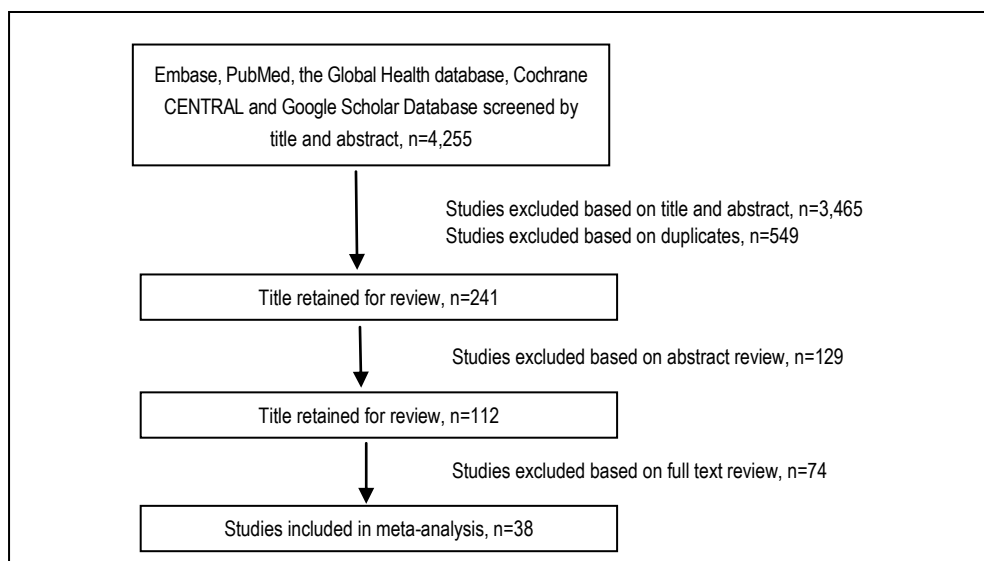 Embase, PubMed, the Global Health database, Cochrane
CENTRAL and Google Scholar Database screened by
title and abstract, n=4,255
Studies excluded based on title and abstract, n=3,465
Studies excluded based on duplicates, n=549
Title retained for review, n=241
Studies excluded based on abstract review, n=129
Title retained for review, n=112
Studies excluded based on full text review, n=74
Studies included in meta-analysis, n=38